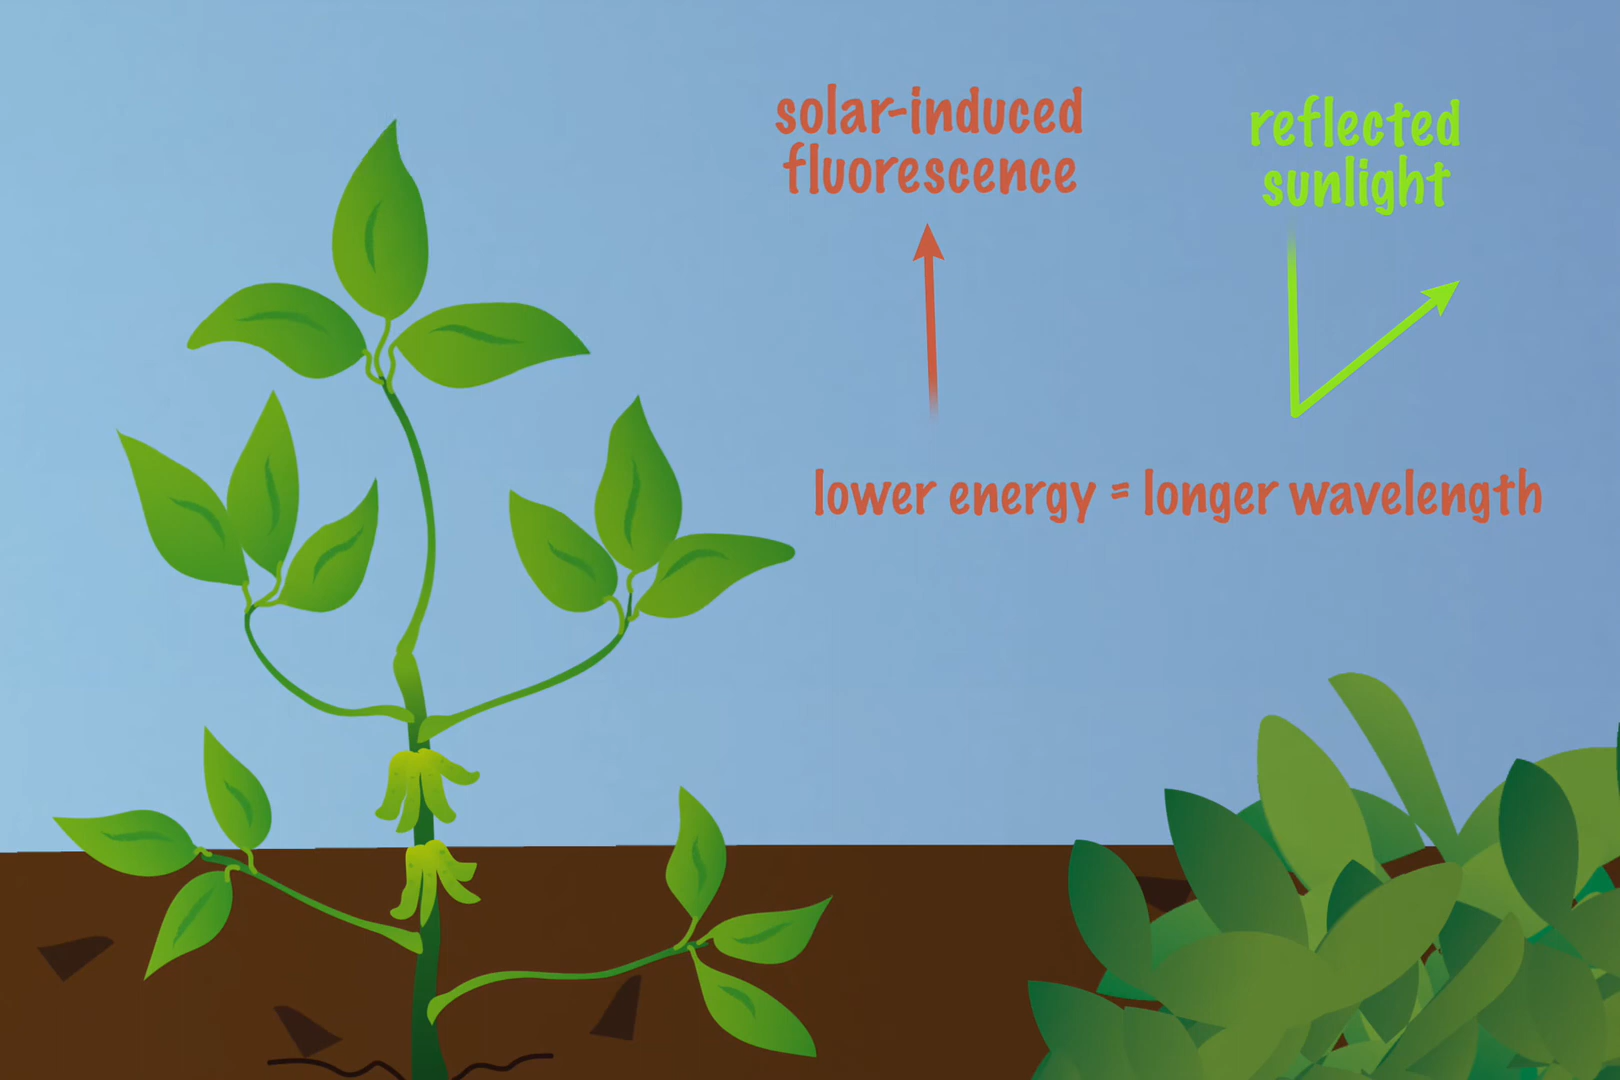 solar-induced
fluorescence
reflected
sunlight
lower energy = longer wavelength